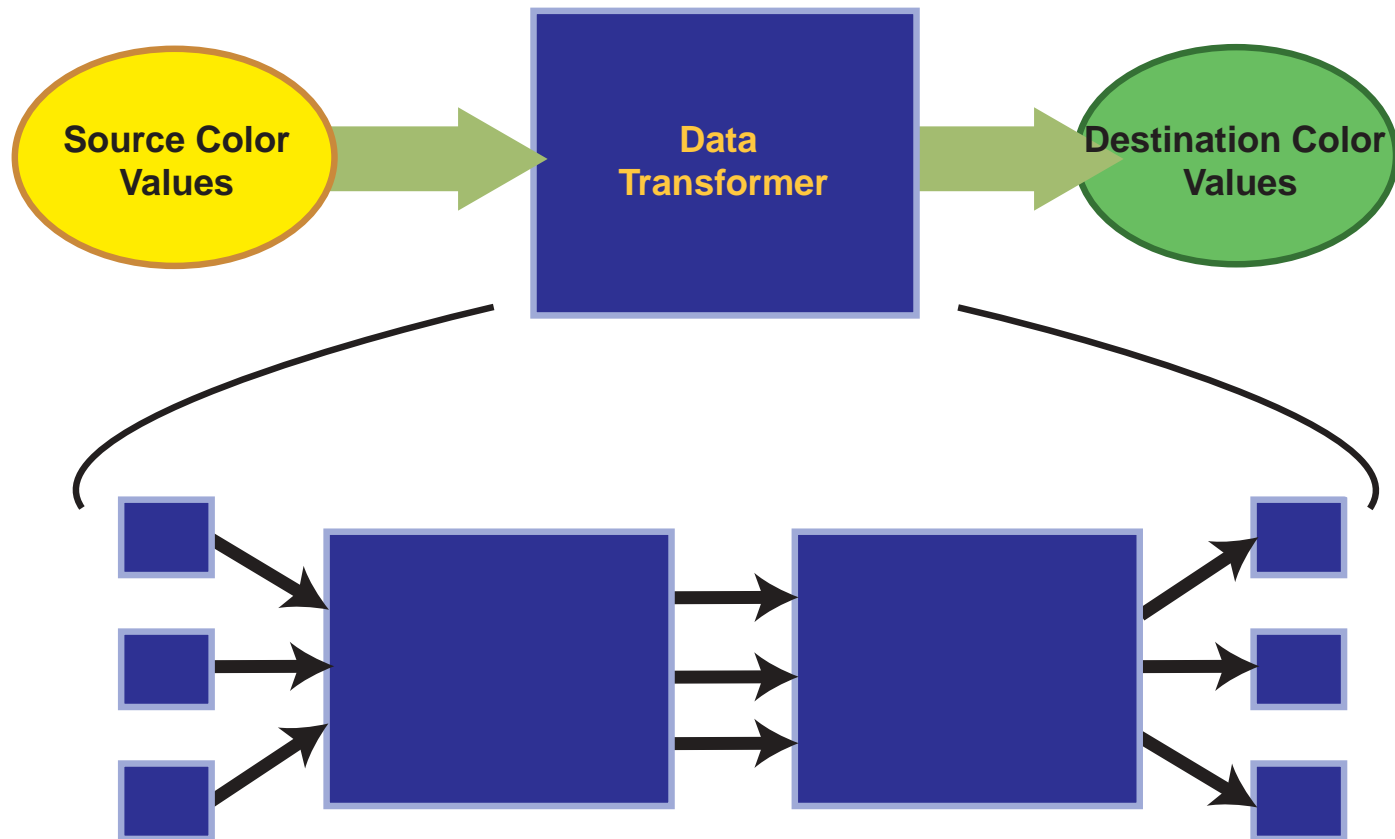 Source Color
Values
Data
Transformer
Destination Color
Values